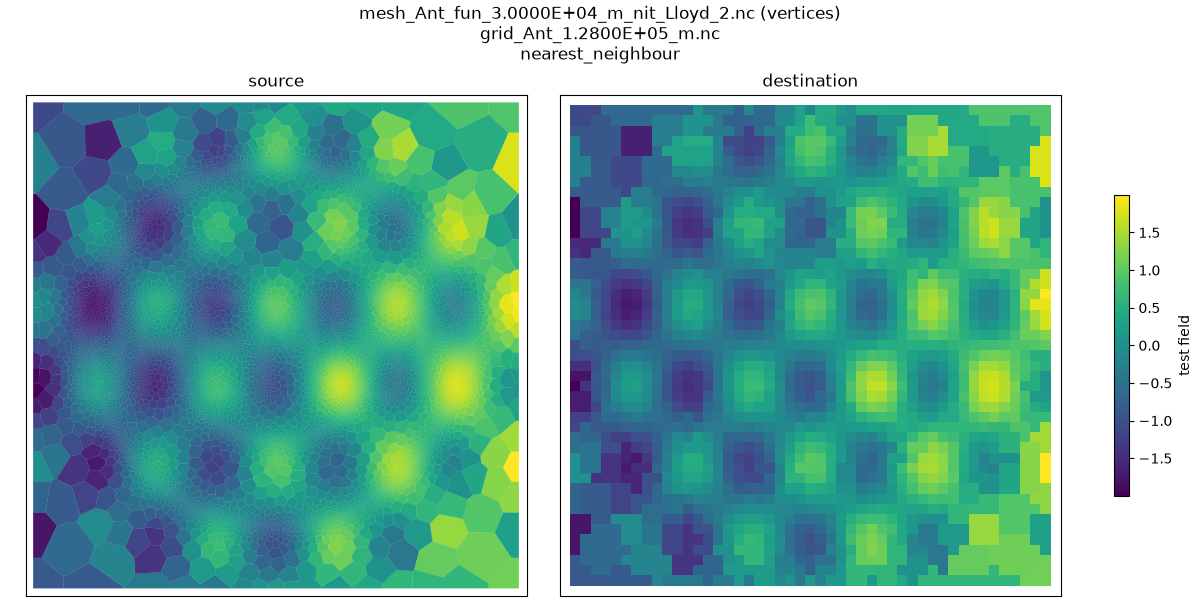 mesh_Ant_fun_3.0000E+04_m_nit_Lloyd_2.nc (vertices)
grid_Ant_1.2800E+05_m.nc
nearest_neighbour
source
destination
1.5
1.0
0.5
0.0
−0.5
−1.0
−1.5
test field